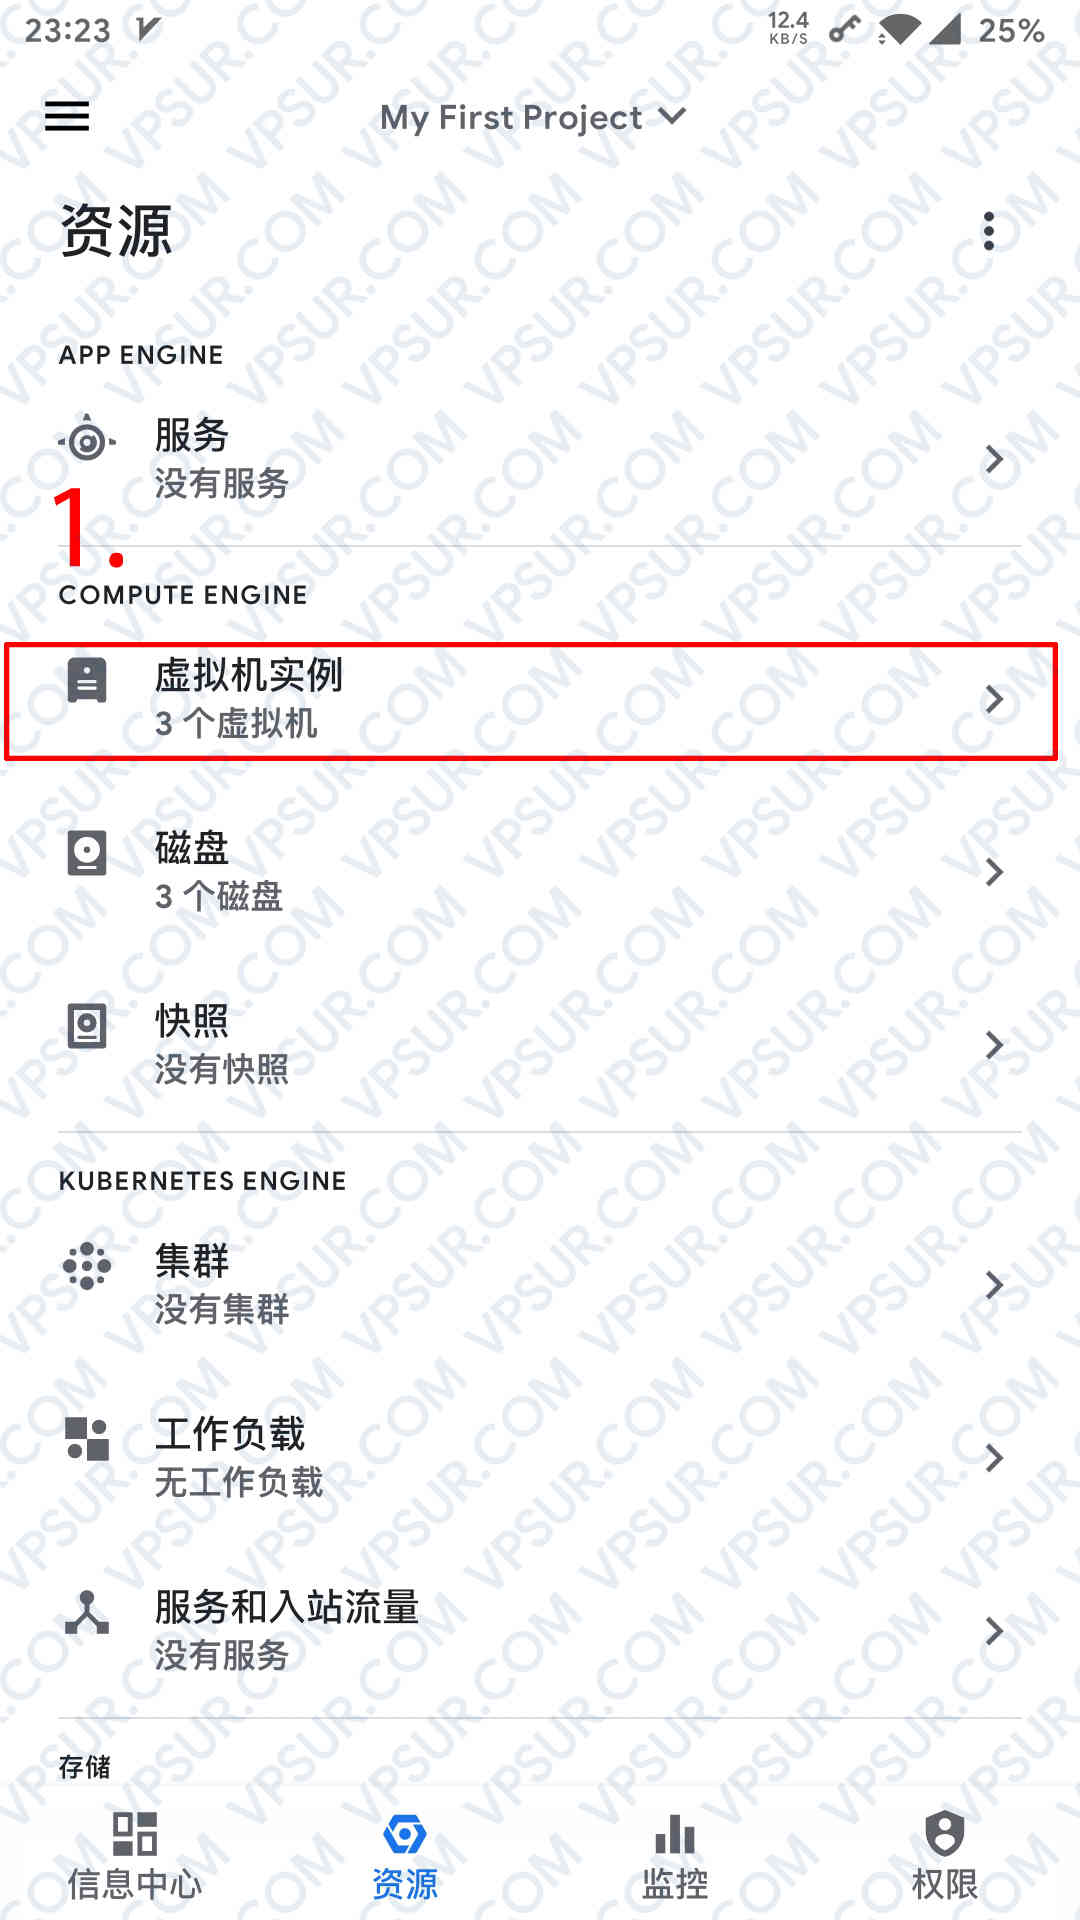 23:23
12.4
KB/S
25%
My First Project
资源
APP ENGINE
服务
没有服务
1.
COMPUTE ENGINE
虚拟机实例
3 个虚拟机
磁盘
3 个磁盘
快照
没有快照
KUBERNETES ENGINE
集群
没有集群
工作负载
无工作负载
服务和入站流量
没有服务
存储
信息中心
资源
监控
权限
VPSUR.COM